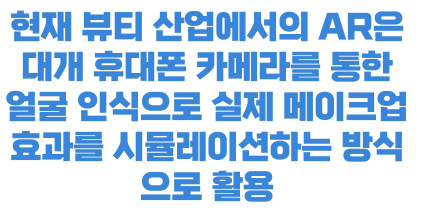 현재 뷰티 산업에서의 AR은
대개 휴대폰 카메라를 통한
얼굴 인식으로 실제 메이크업
효과를 시뮬레이션하는 방식
으로 활용